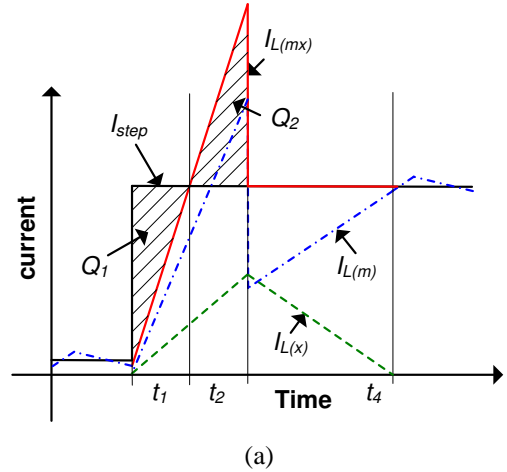 I_L(mx)
Q_2
I_step
Q_1
current
I_L(m)
I_L(x)
t_1
t_2
Time
t_4
(a)